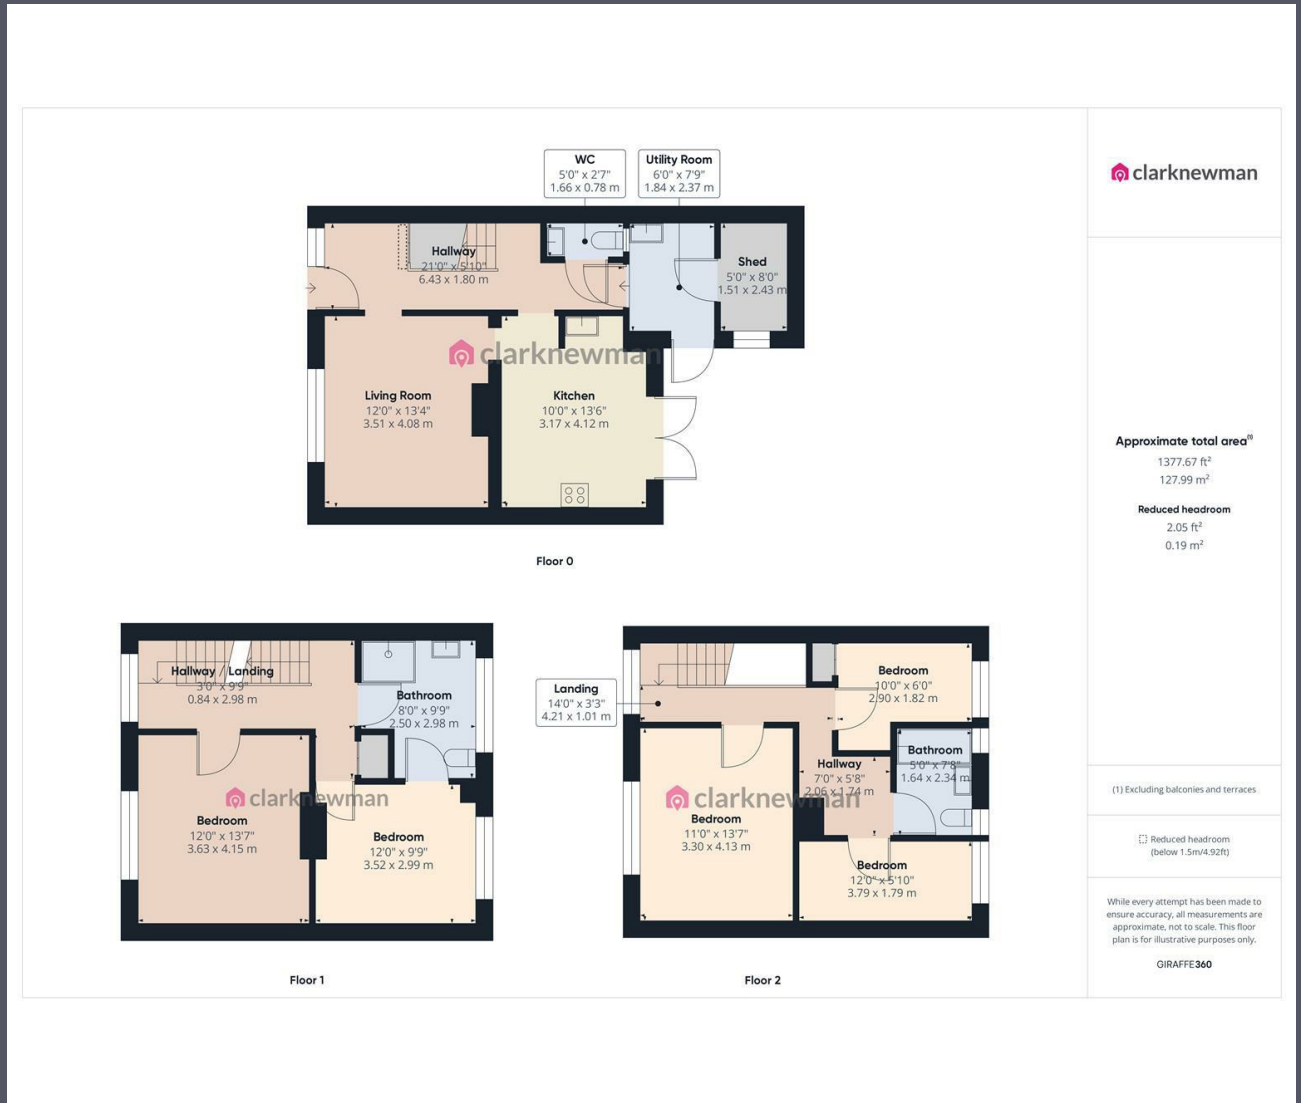 WC
5'0" x 2'7"
1.66 x 0.78 m
Utility Room
6'0" x 7'9"
1.84 x 2.37 m
Hallway
21'0" x 5'10"
6.43 x 1.80 m
Shed
5'0" x 8'0"
1.51 x 2.43 m
clarknewman
Living Room
12'0" x 13'4"
3.51 x 4.08 m
Kitchen
10'0" x 13'6"
3.17 x 4.12 m
Floor 0
Hallway / Landing
3'0" x 9'9"
0.84 x 2.98 m
Bathroom
8'0" x 9'9"
2.50 x 2.98 m
clarknewman
Bedroom
12'0" x 13'7"
3.63 x 4.15 m
Bedroom
12'0" x 9'9"
3.52 x 2.99 m
Floor 1
Landing
14'0" x 3'3"
4.21 x 1.01 m
Bedroom
10'0" x 6'0"
2.90 x 1.82 m
Bathroom
5'0" x 7'8"
1.64 x 2.34 m
Hallway
7'0" x 5'8"
2.06 x 1.74 m
clarknewman
Bedroom
11'0" x 13'7"
3.30 x 4.13 m
Bedroom
12'0" x 5'10"
3.79 x 1.79 m
Floor 2
clarknewman
Approximate total area(1)
1377.67 ft²
127.99 m²
Reduced headroom
2.05 ft²
0.19 m²
(1) Excluding balconies and terraces
Reduced headroom
(below 1.5m/4.92ft)
While every attempt has been made to
ensure accuracy, all measurements are
approximate, not to scale. This floor
plan is for illustrative purposes only.
GIRAFFE360